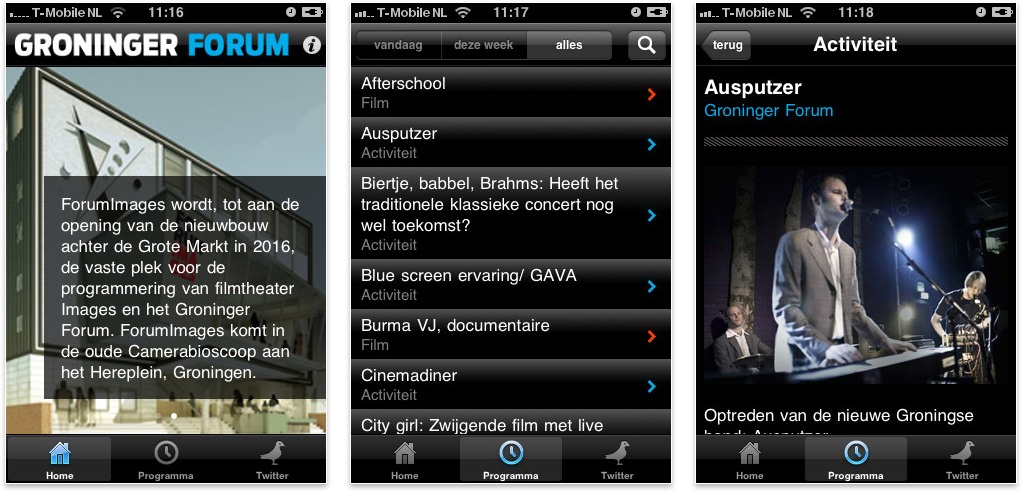 T-Mobile NL 11:16
GRONINGER FORUM i
ForumImages wordt, tot aan de
opening van de nieuwbouw
achter de Grote Markt in 2016,
de vaste plek voor de
programmering van filmtheater
Images en het Groninger
Forum. ForumImages komt in
de oude Camerabioscoop aan
het Hereplein, Groningen.
Home Programma Twitter
T-Mobile NL 11:17
vandaag deze week alles
Afterschool
Film
Ausputzer
Activiteit
Biertje, babbel, Brahms: Heeft het
traditionele klassieke concert nog
wel toekomst?
Activiteit
Blue screen ervaring/ GAVA
Activiteit
Burma VJ, documentaire
Film
Cinemadiner
Activiteit
City girl: Zwijgende film met live
Home Programma Twitter
T-Mobile NL 11:18
terug Activiteit
Ausputzer
Groninger Forum
Optreden van de nieuwe Groningse
band: Ausputzer
Home Programma Twitter